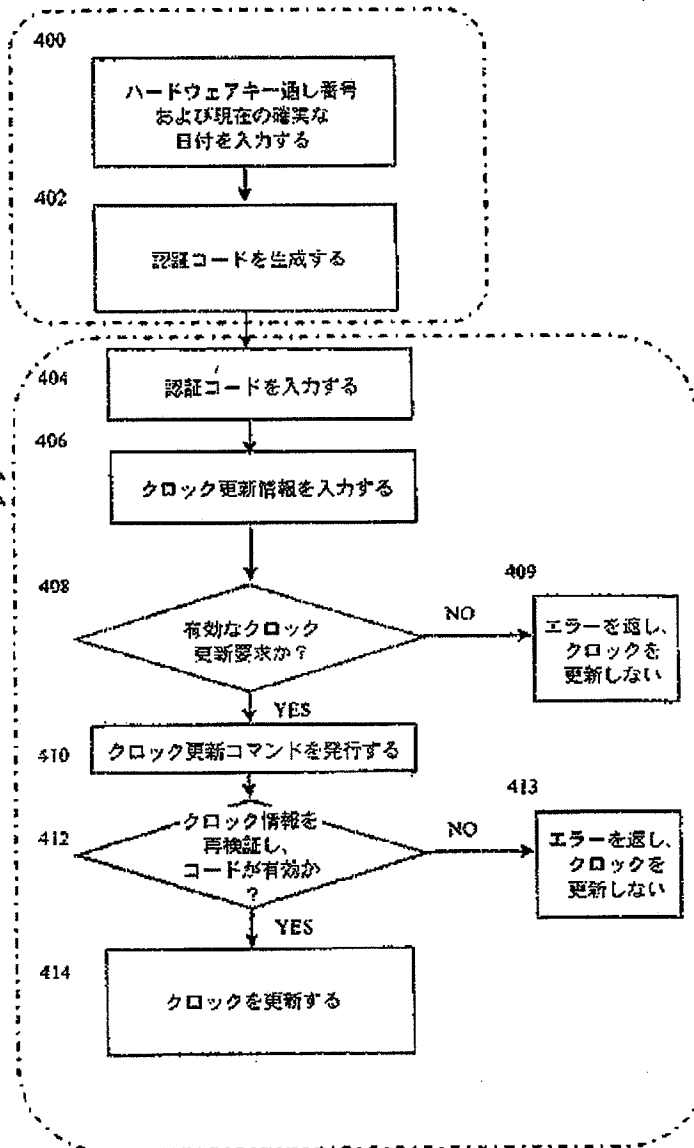 400
ハードウェアキー通し番号
および現在の確実な
日付を入力する
402
認証コードを生成する
404
認証コードを入力する
406
クロック更新情報を入力する
408
有効なクロック
更新要求か？
NO
409
エラーを返し、
クロックを
更新しない
YES
410
クロック更新コマンドを発行する
412
クロック情報を
再検証し、
コードが有効か
？
NO
413
エラーを返し、
クロックを
更新しない
YES
414
クロックを更新する